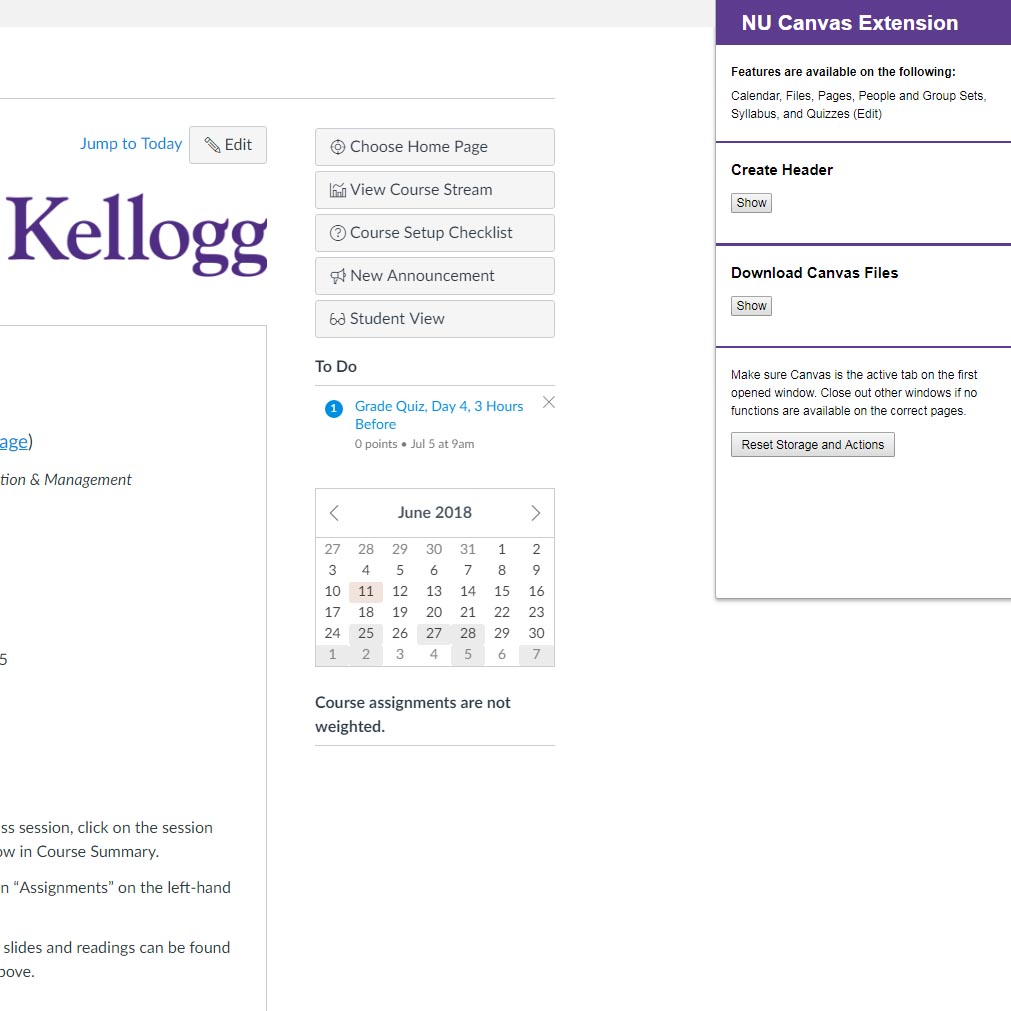 Jump to Today
Edit
Kellogg
age)
tion & Management
5
ss session, click on the session
ow in Course Summary.
n “Assignments” on the left-hand
slides and readings can be found
bove.
Choose Home Page
View Course Stream
Course Setup Checklist
New Announcement
Student View
To Do
1
Grade Quiz, Day 4, 3 Hours
Before
0 points • Jul 5 at 9am
June 2018
27 28 29 30 31 1 2
3 4 5 6 7 8 9
10 11 12 13 14 15 16
17 18 19 20 21 22 23
24 25 26 27 28 29 30
1 2 3 4 5 6 7
Course assignments are not
weighted.
NU Canvas Extension
Features are available on the following:
Calendar, Files, Pages, People and Group Sets,
Syllabus, and Quizzes (Edit)
Create Header
Show
Download Canvas Files
Show
Make sure Canvas is the active tab on the first
opened window. Close out other windows if no
functions are available on the correct pages.
Reset Storage and Actions